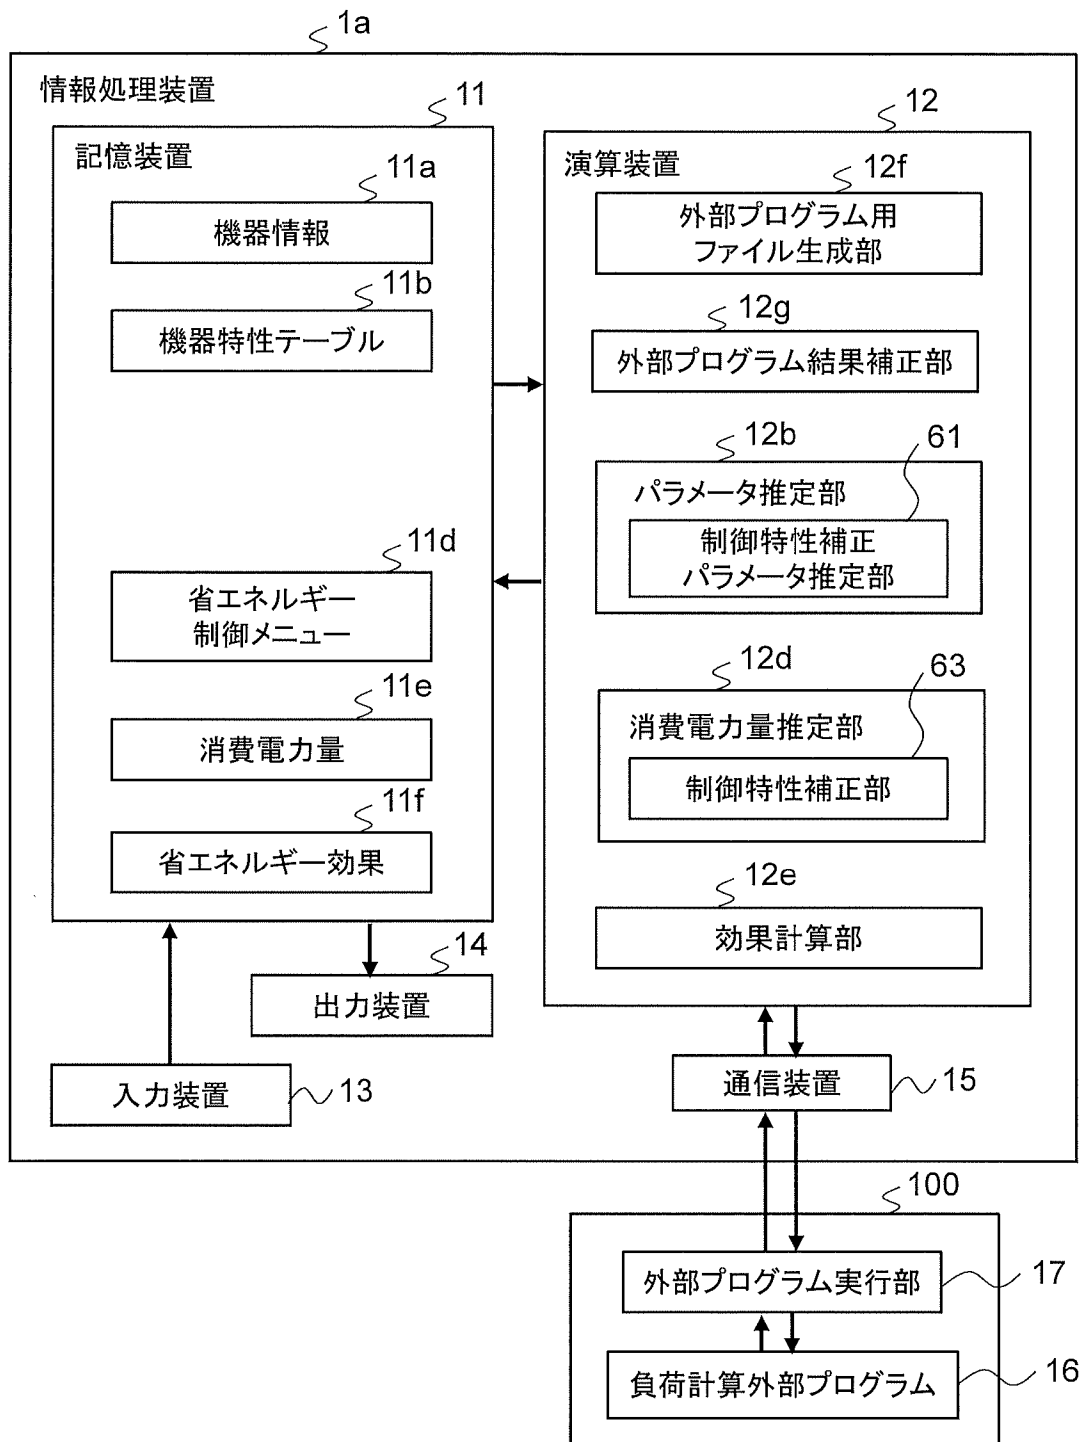 1a
情報処理装置
11
記憶装置
11a
機器情報
11b
機器特性テーブル
11d
省エネルギー
制御メニュー
11e
消費電力量
11f
省エネルギー効果
12
演算装置
12f
外部プログラム用
ファイル生成部
12g
外部プログラム結果補正部
12b
61
パラメータ推定部
制御特性補正
パラメータ推定部
12d
63
消費電力量推定部
制御特性補正部
12e
効果計算部
14
出力装置
入力装置
13
通信装置
15
100
外部プログラム実行部
17
負荷計算外部プログラム
16